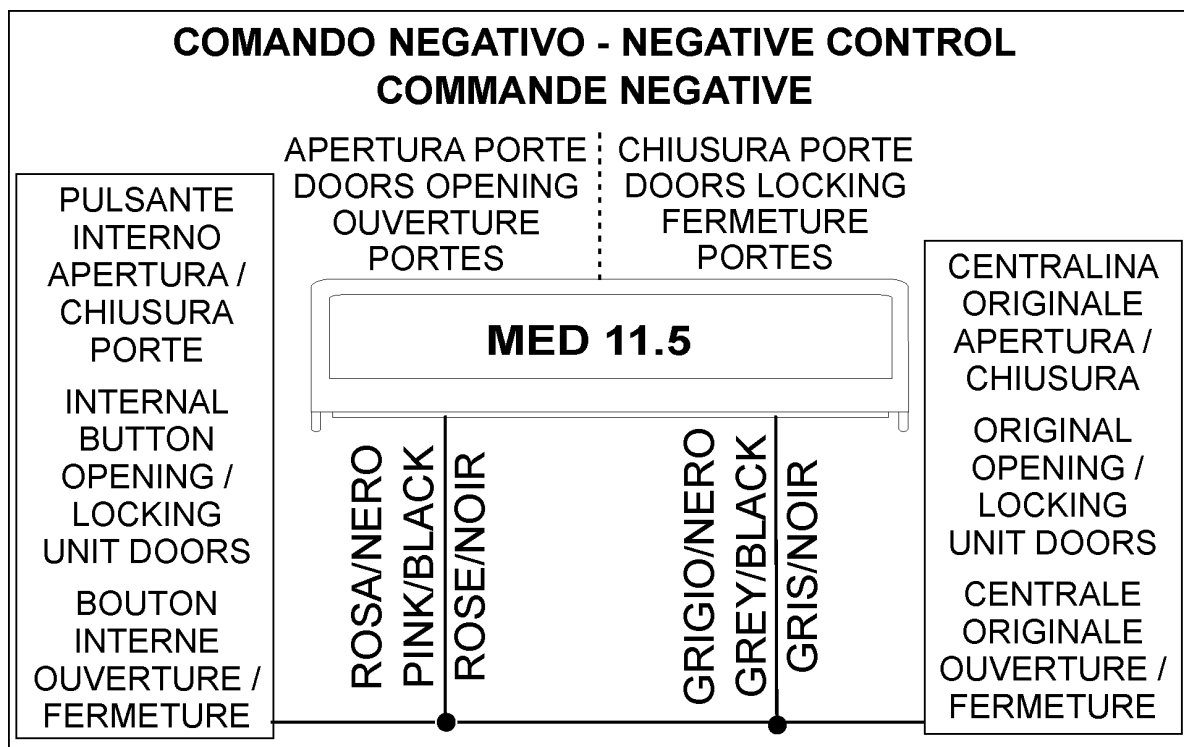 COMANDO NEGATIVO - NEGATIVE CONTROL
COMMANDE NEGATIVE
APERTURA PORTE
DOORS OPENING
OUVERTURE
PORTES
CHIUSURA PORTE
DOORS LOCKING
FERMETURE
PORTES
PULSANTE
INTERNO
APERTURA /
CHIUSURA
PORTE
INTERNAL
BUTTON
OPENING /
LOCKING
UNIT DOORS
BOUTON
INTERNE
OUVERTURE /
FERMETURE
MED 11.5
ROSA/NERO
PINK/BLACK
ROSE/NOIR
GRIGIO/NERO
GREY/BLACK
GRIS/NOIR
CENTRALINA
ORIGINALE
APERTURA /
CHIUSURA
ORIGINAL
OPENING /
LOCKING
UNIT DOORS
CENTRALE
ORIGINALE
OUVERTURE /
FERMETURE